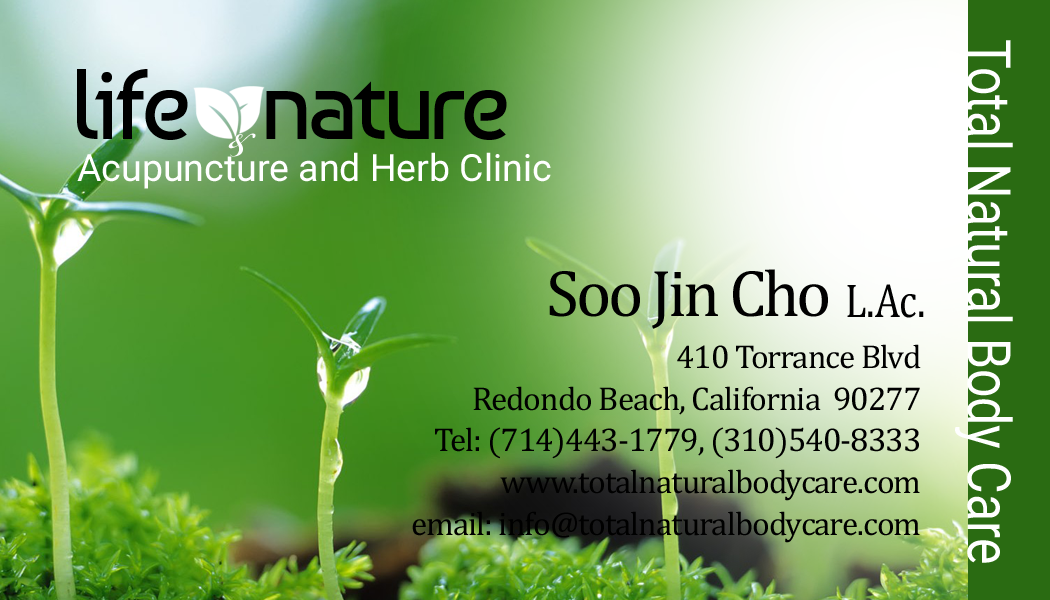 life & nature
Acupuncture and Herb Clinic
Soo Jin Cho L.Ac.
410 Torrance Blvd
Redondo Beach, California 90277
Tel: (714)443-1779, (310)540-8333
www.totalnaturalbodycare.com
email: info@totalnaturalbodycare.com
Total Natural Body Care